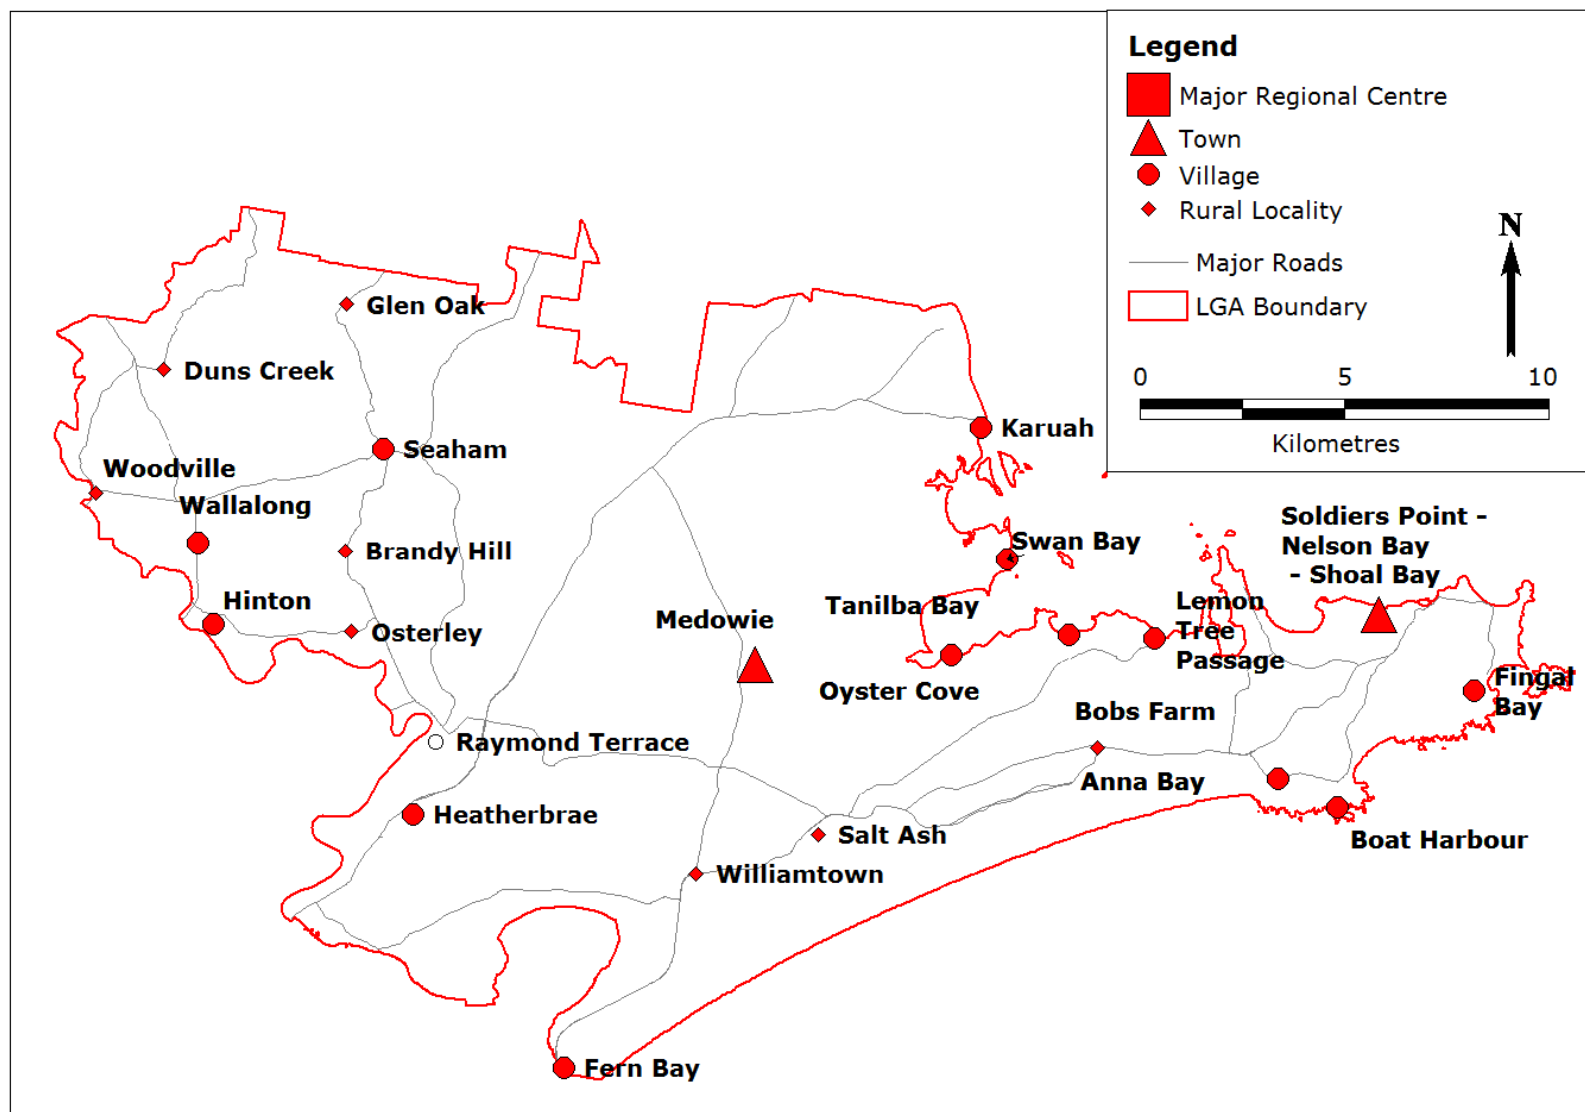 Legend
Major Regional Centre
Town
Village
Rural Locality
Major Roads
LGA Boundary
N
0 5 10
Kilometres
Glen Oak
Duns Creek
Karuah
Seaham
Woodville
Wallalong
Soldiers Point -
Nelson Bay
- Shoal Bay
Swan Bay
Brandy Hill
Hinton
Tanilba Bay
Lemon
Tree
Passage
Medowie
Osterley
Oyster Cove
Fingal
Bay
Bobs Farm
Raymond Terrace
Anna Bay
Heatherbrae
Salt Ash
Boat Harbour
Williamtown
Fern Bay